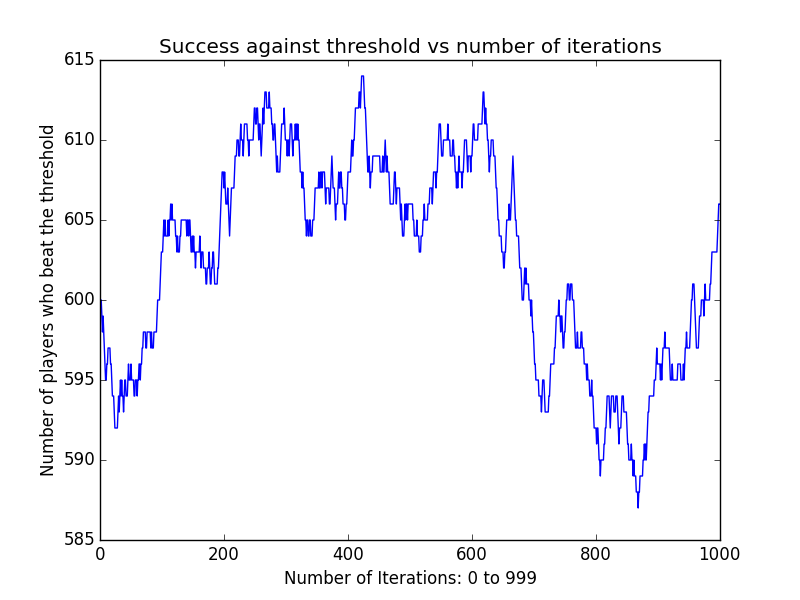 Success against threshold vs number of iterations
615
610
605
600
595
590
585
Number of players who beat the threshold
0 200 400 600 800 1000
Number of Iterations: 0 to 999